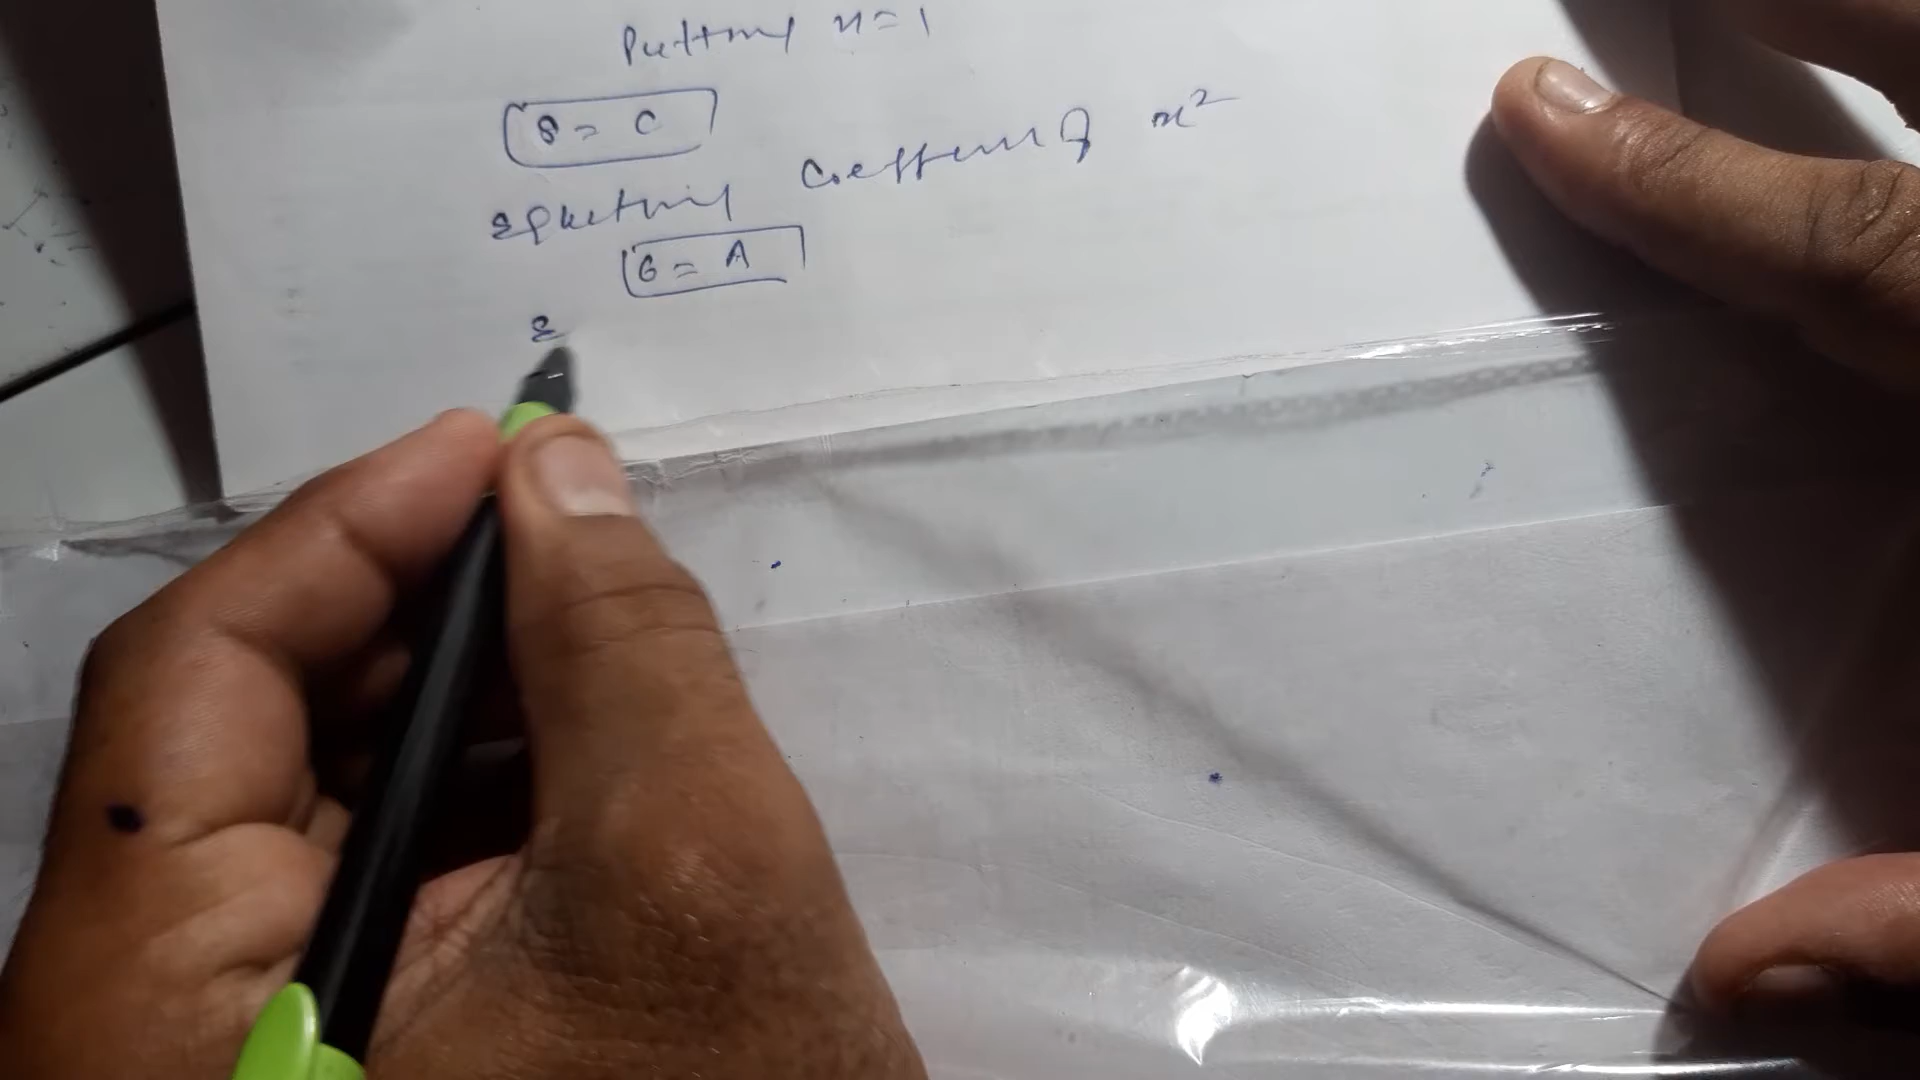 Putting x = 1
8 = C
Equating Coefficient of x²
6 = A
E